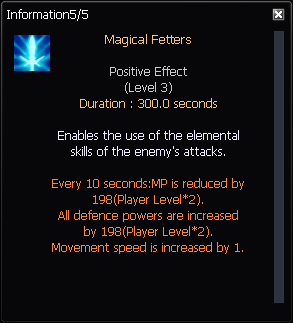 Information5/5
Magical Fetters
Positive Effect
(Level 3)
Duration : 300.0 seconds
Enables the use of the elemental
skills of the enemy's attacks.
Every 10 seconds:MP is reduced by
198(Player Level*2).
All defence powers are increased
by 198(Player Level*2).
Movement speed is increased by 1.